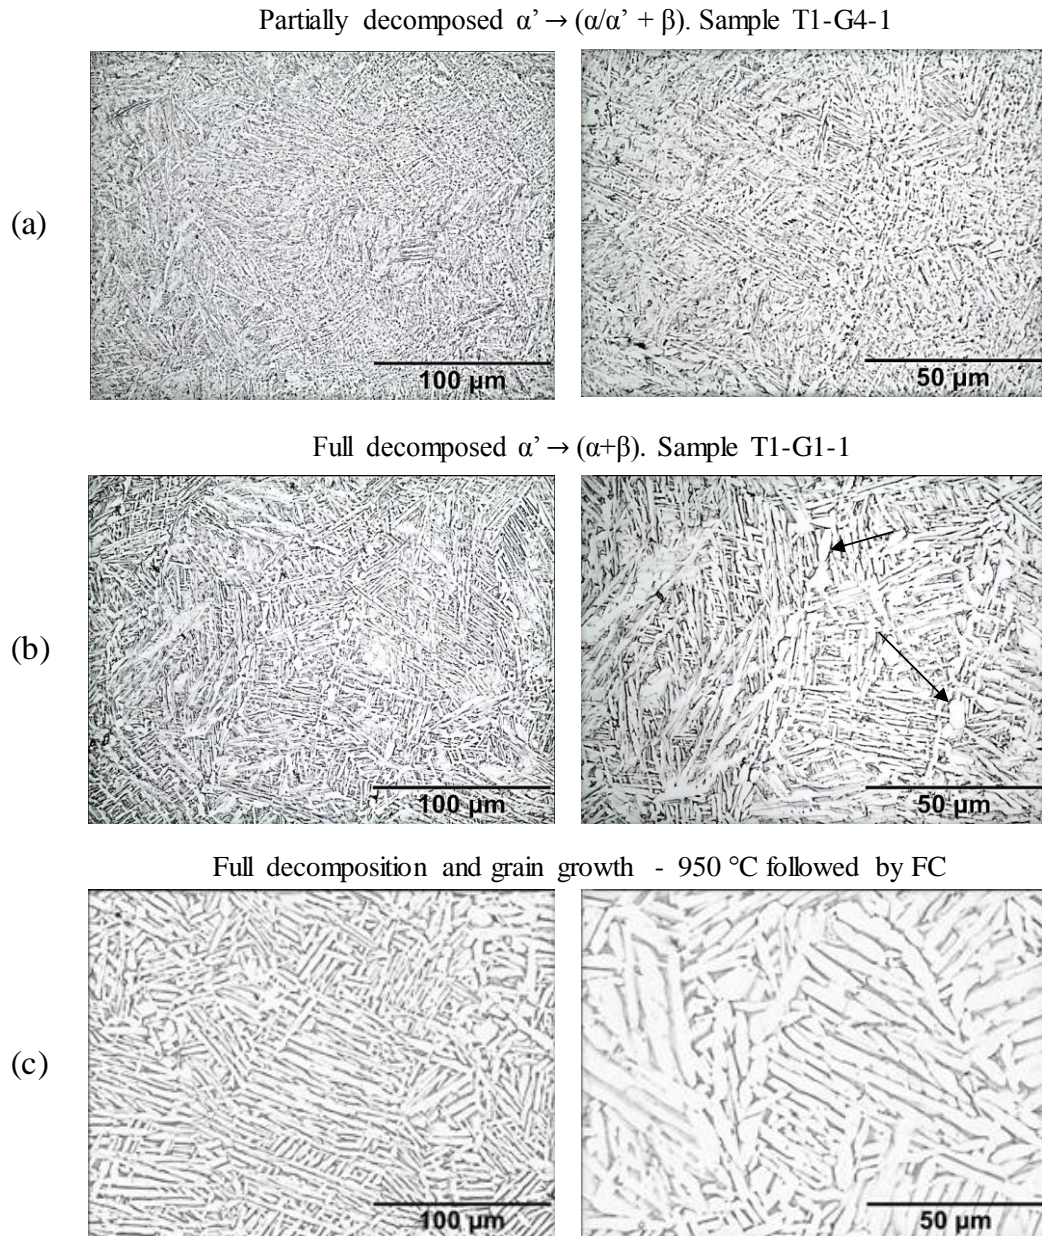 Partially decomposed α’ → (α/α’ + β). Sample T1-G4-1
(a)
100 µm
50 µm
Full decomposed α’ → (α+β). Sample T1-G1-1
(b)
100 µm
50 µm
Full decomposition and grain growth - 950 °C followed by FC
(c)
100 µm
50 µm